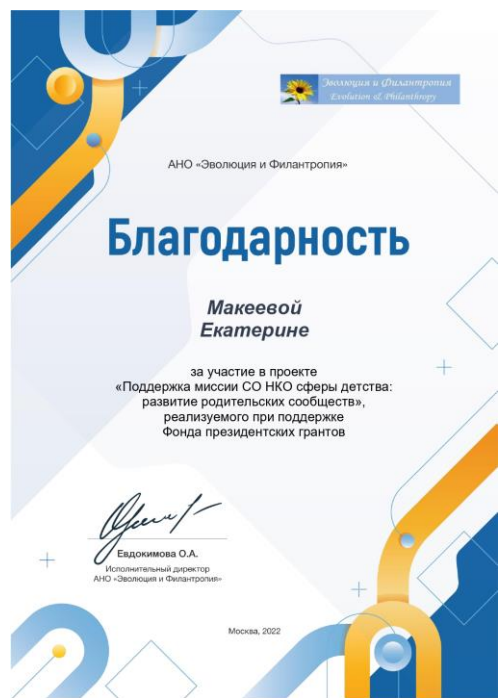 Эволюция и Филантропия
Evolution & Philanthropy
АНО «Эволюция и Филантропия»
Благодарность
Макеевой
Екатерине
за участие в проекте
«Поддержка миссии СО НКО сферы детства:
развитие родительских сообществ»,
реализуемого при поддержке
Фонда президентских грантов
Евдокимова О.А.
Исполнительный директор
АНО «Эволюция и Филантропия»
Москва, 2022